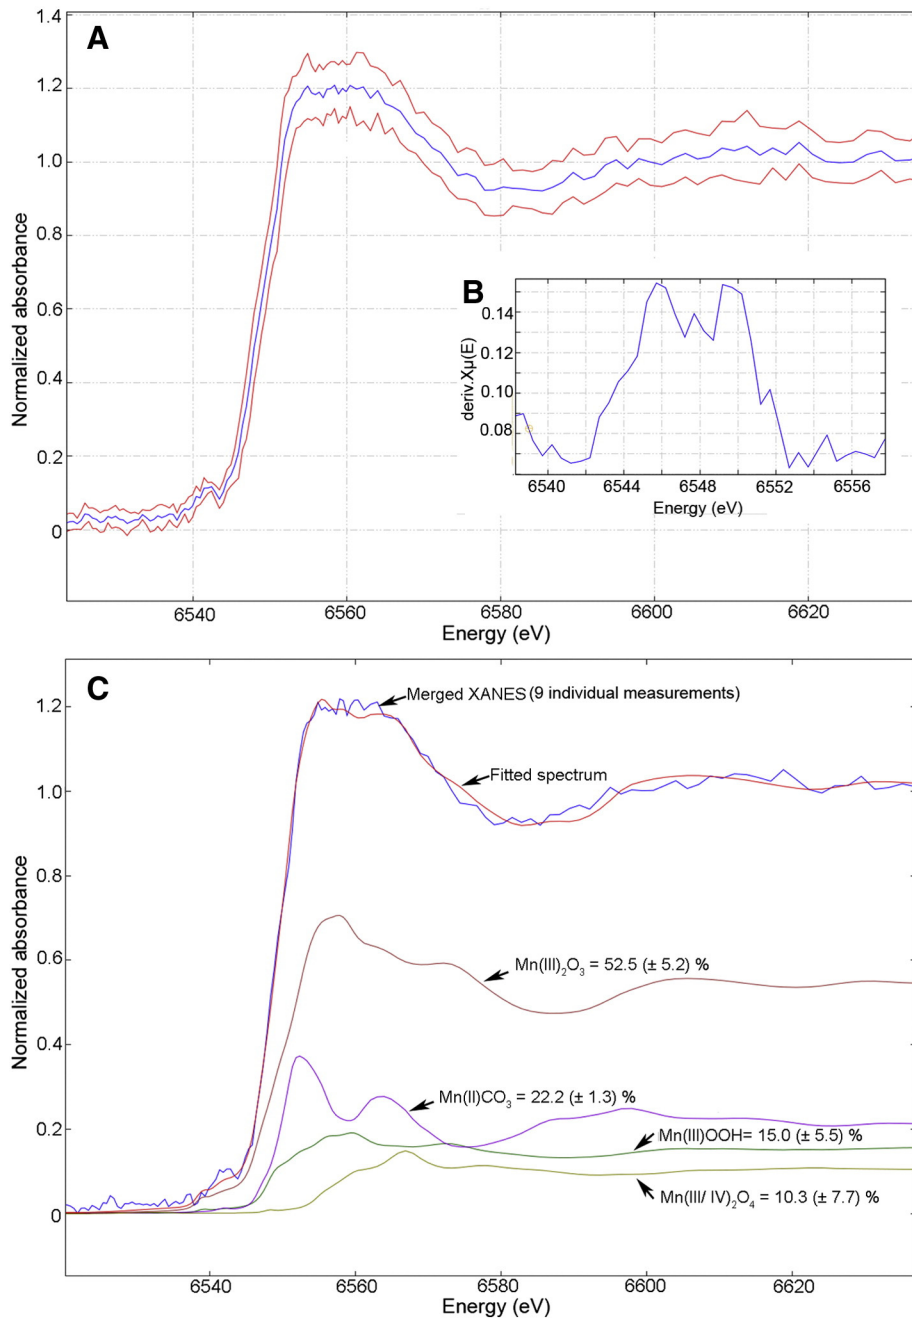 A
1.4
1.2
1.0
0.8
0.6
0.4
0.2
0
Normalized absorbance
6540 6560 6580 6600 6620
Energy (eV)
B
0.14
0.12
0.10
0.08
deriv.Xμ(E)
6540 6544 6548 6552 6556
Energy (eV)
C
Merged XANES (9 individual measurements)
Fitted spectrum
Mn(III)₂O₃ = 52.5 (± 5.2) %
Mn(II)CO₃ = 22.2 (± 1.3) %
Mn(III)OOH= 15.0 (± 5.5) %
Mn(III/ IV)₂O₄ = 10.3 (± 7.7) %
1.2
1.0
0.8
0.6
0.4
0.2
0
Normalized absorbance
6540 6560 6580 6600 6620
Energy (eV)